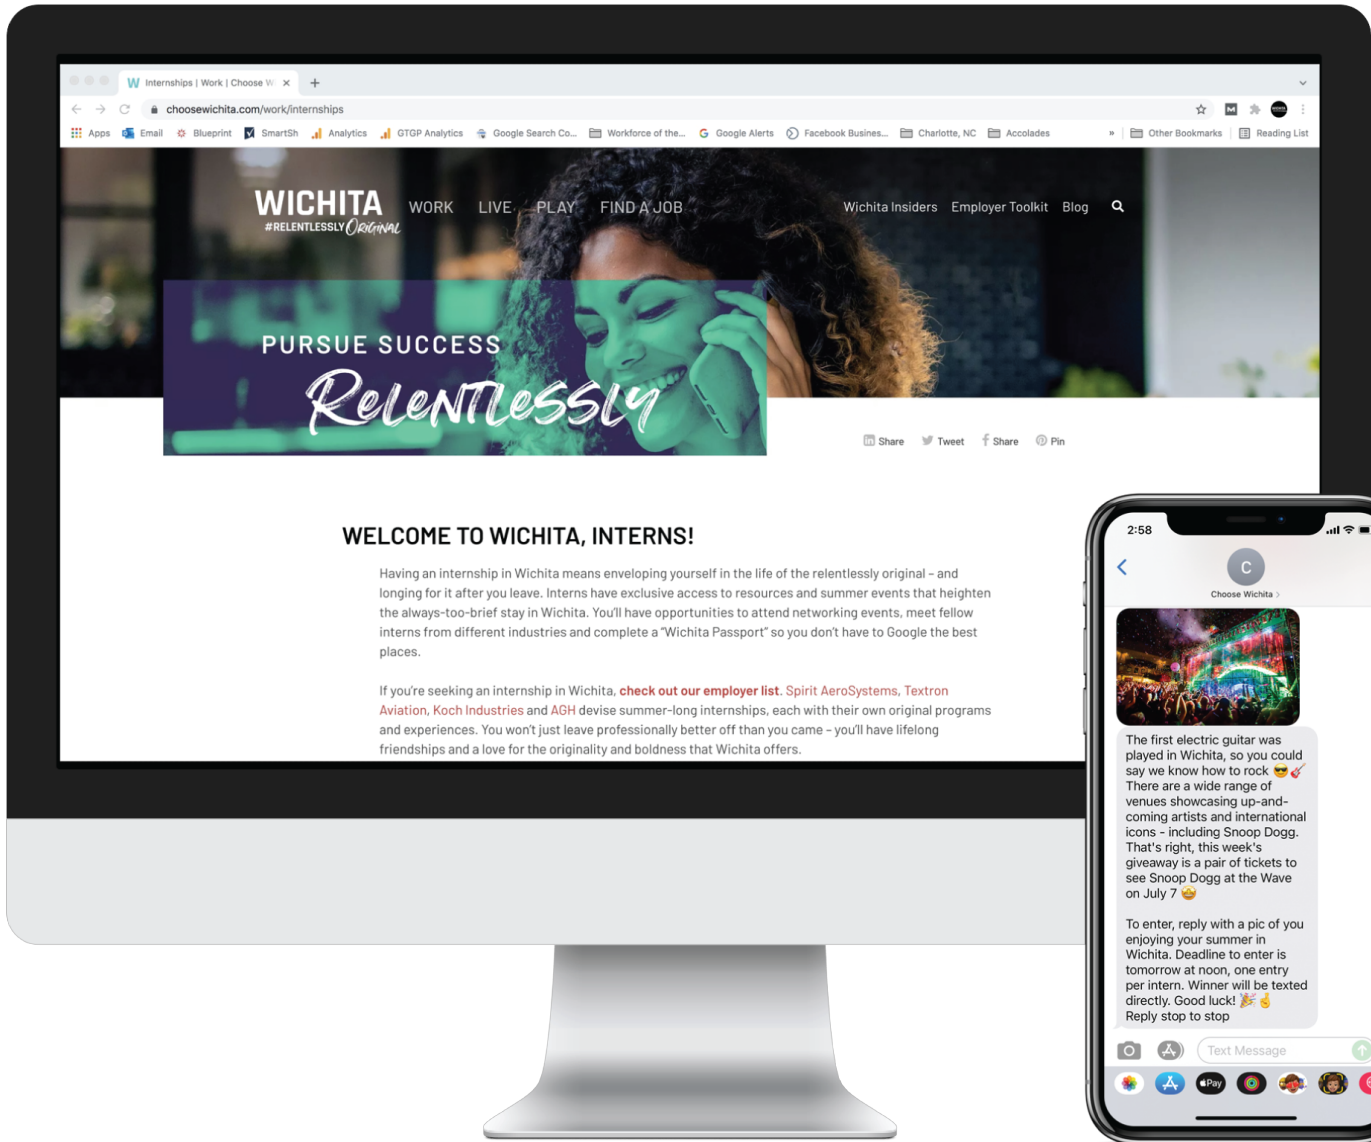 Internships | Work | Choose Wi
choosewichita.com/work/internships
Apps Email Blueprint SmartSh Analytics GTGP Analytics Google Search Co... Workforce of the... Google Alerts Facebook Busines... Charlotte, NC Accolades » Other Bookmarks Reading List
WICHITA WORK LIVE PLAY FIND A JOB Wichita Insiders Employer Toolkit Blog
#RELENTLESSLY Original
PURSUE SUCCESS
RELENTLESSLY
Share Tweet Share Pin
WELCOME TO WICHITA, INTERNS!
Having an internship in Wichita means enveloping yourself in the life of the relentlessly original – and
longing for it after you leave. Interns have exclusive access to resources and summer events that heighten
the always-too-brief stay in Wichita. You'll have opportunities to attend networking events, meet fellow
interns from different industries and complete a "Wichita Passport" so you don't have to Google the best
places.
If you're seeking an internship in Wichita, check out our employer list. Spirit AeroSystems, Textron
Aviation, Koch Industries and AGH devise summer-long internships, each with their own original programs
and experiences. You won't just leave professionally better off than you came – you'll have lifelong
friendships and a love for the originality and boldness that Wichita offers.
2:58
C
Choose Wichita
The first electric guitar was
played in Wichita, so you could
say we know how to rock 😎🎸
There are a wide range of
venues showcasing up-and-
coming artists and international
icons - including Snoop Dogg.
That's right, this week's
giveaway is a pair of tickets to
see Snoop Dogg at the Wave
on July 7 🤩
To enter, reply with a pic of you
enjoying your summer in
Wichita. Deadline to enter is
tomorrow at noon, one entry
per intern. Winner will be texted
directly. Good luck! 🎉🤞
Reply stop to stop
Text Message
Pay